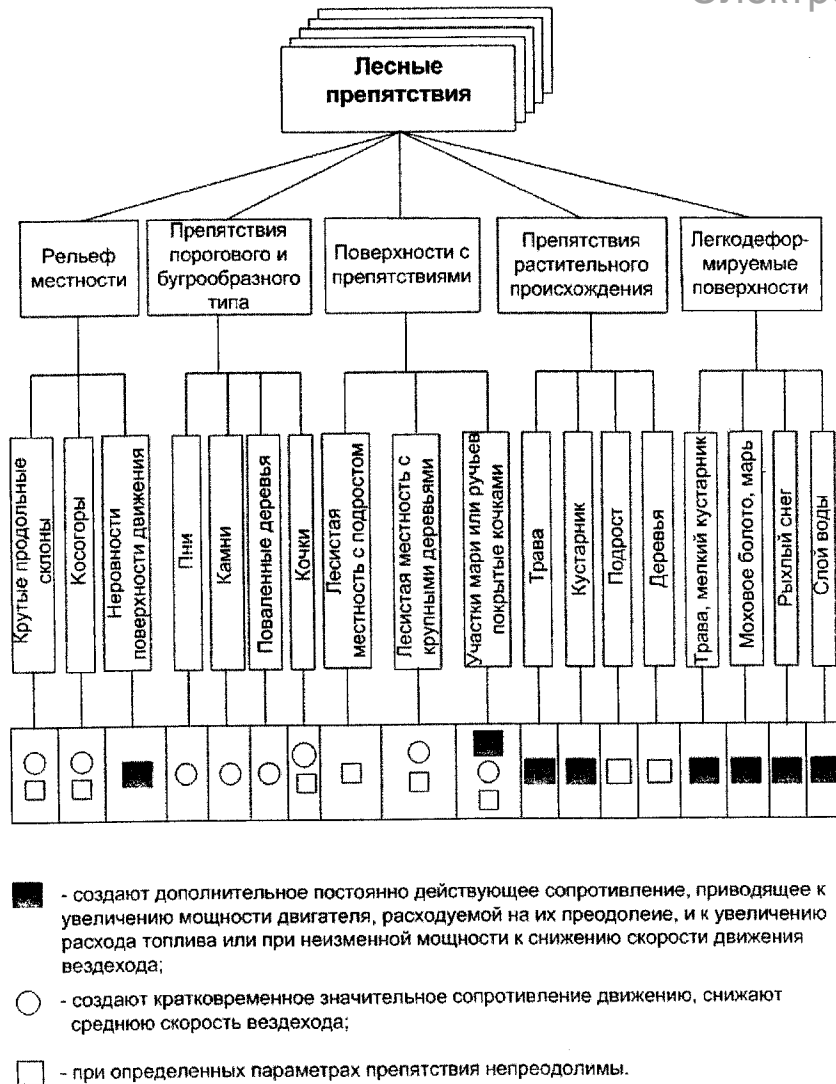 Лесные
препятствия
Рельеф
местности
Препятствия
порогового и
бугрообразного
типа
Поверхности с
препятствиями
Препятствия
растительного
происхождения
Легкодефор-
мируемые
поверхности
Крутые продольные
склоны
Косогоры
Неровности
поверхности движения
Пни
Камни
Поваленные деревья
Кочки
Лесистая
местность с подростом
Лесистая местность с
крупными деревьями
Участки мари или ручьев
покрытые кочками
Трава
Кустарник
Подрост
Деревья
Трава, мелкий кустарник
Моховое болото, марь
Рыхлый снег
Слой воды
- создают дополнительное постоянно действующее сопротивление, приводящее к
увеличению мощности двигателя, расходуемой на их преодолеие, и к увеличению
расхода топлива или при неизменной мощности к снижению скорости движения
вездехода;
- создают кратковременное значительное сопротивление движению, снижают
среднюю скорость вездехода;
- при определенных параметрах препятствия непреодолимы.